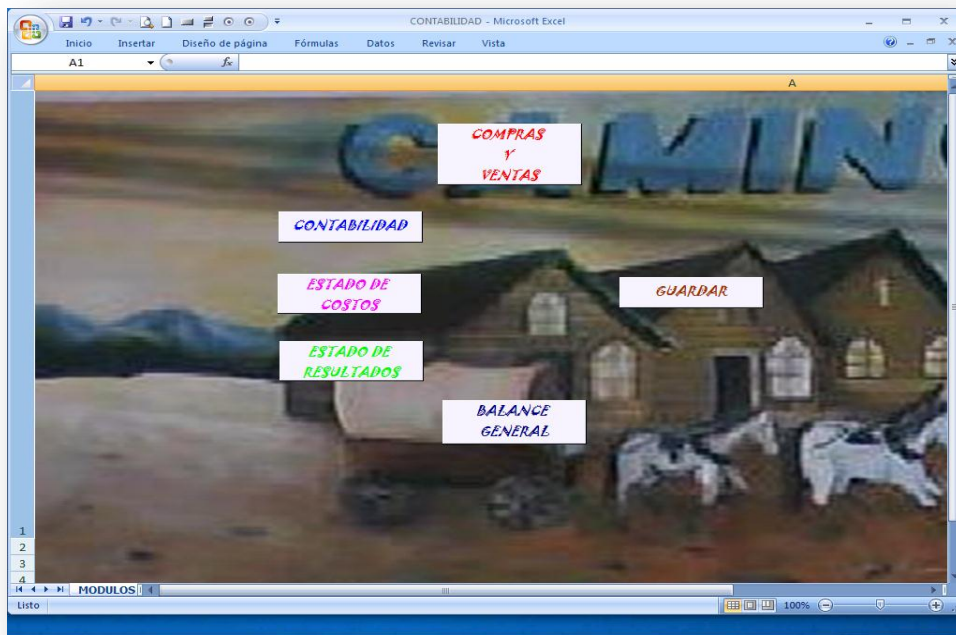 CONTABILIDAD - Microsoft Excel
Inicio Insertar Diseño de página Fórmulas Datos Revisar Vista
A1 fx
A
CAMIN
COMPRAS
Y
VENTAS
CONTABILIDAD
ESTADO DE
COSTOS
GUARDAR
ESTADO DE
RESULTADOS
BALANCE
GENERAL
1
2
3
4
MODULOS
Listo 100%